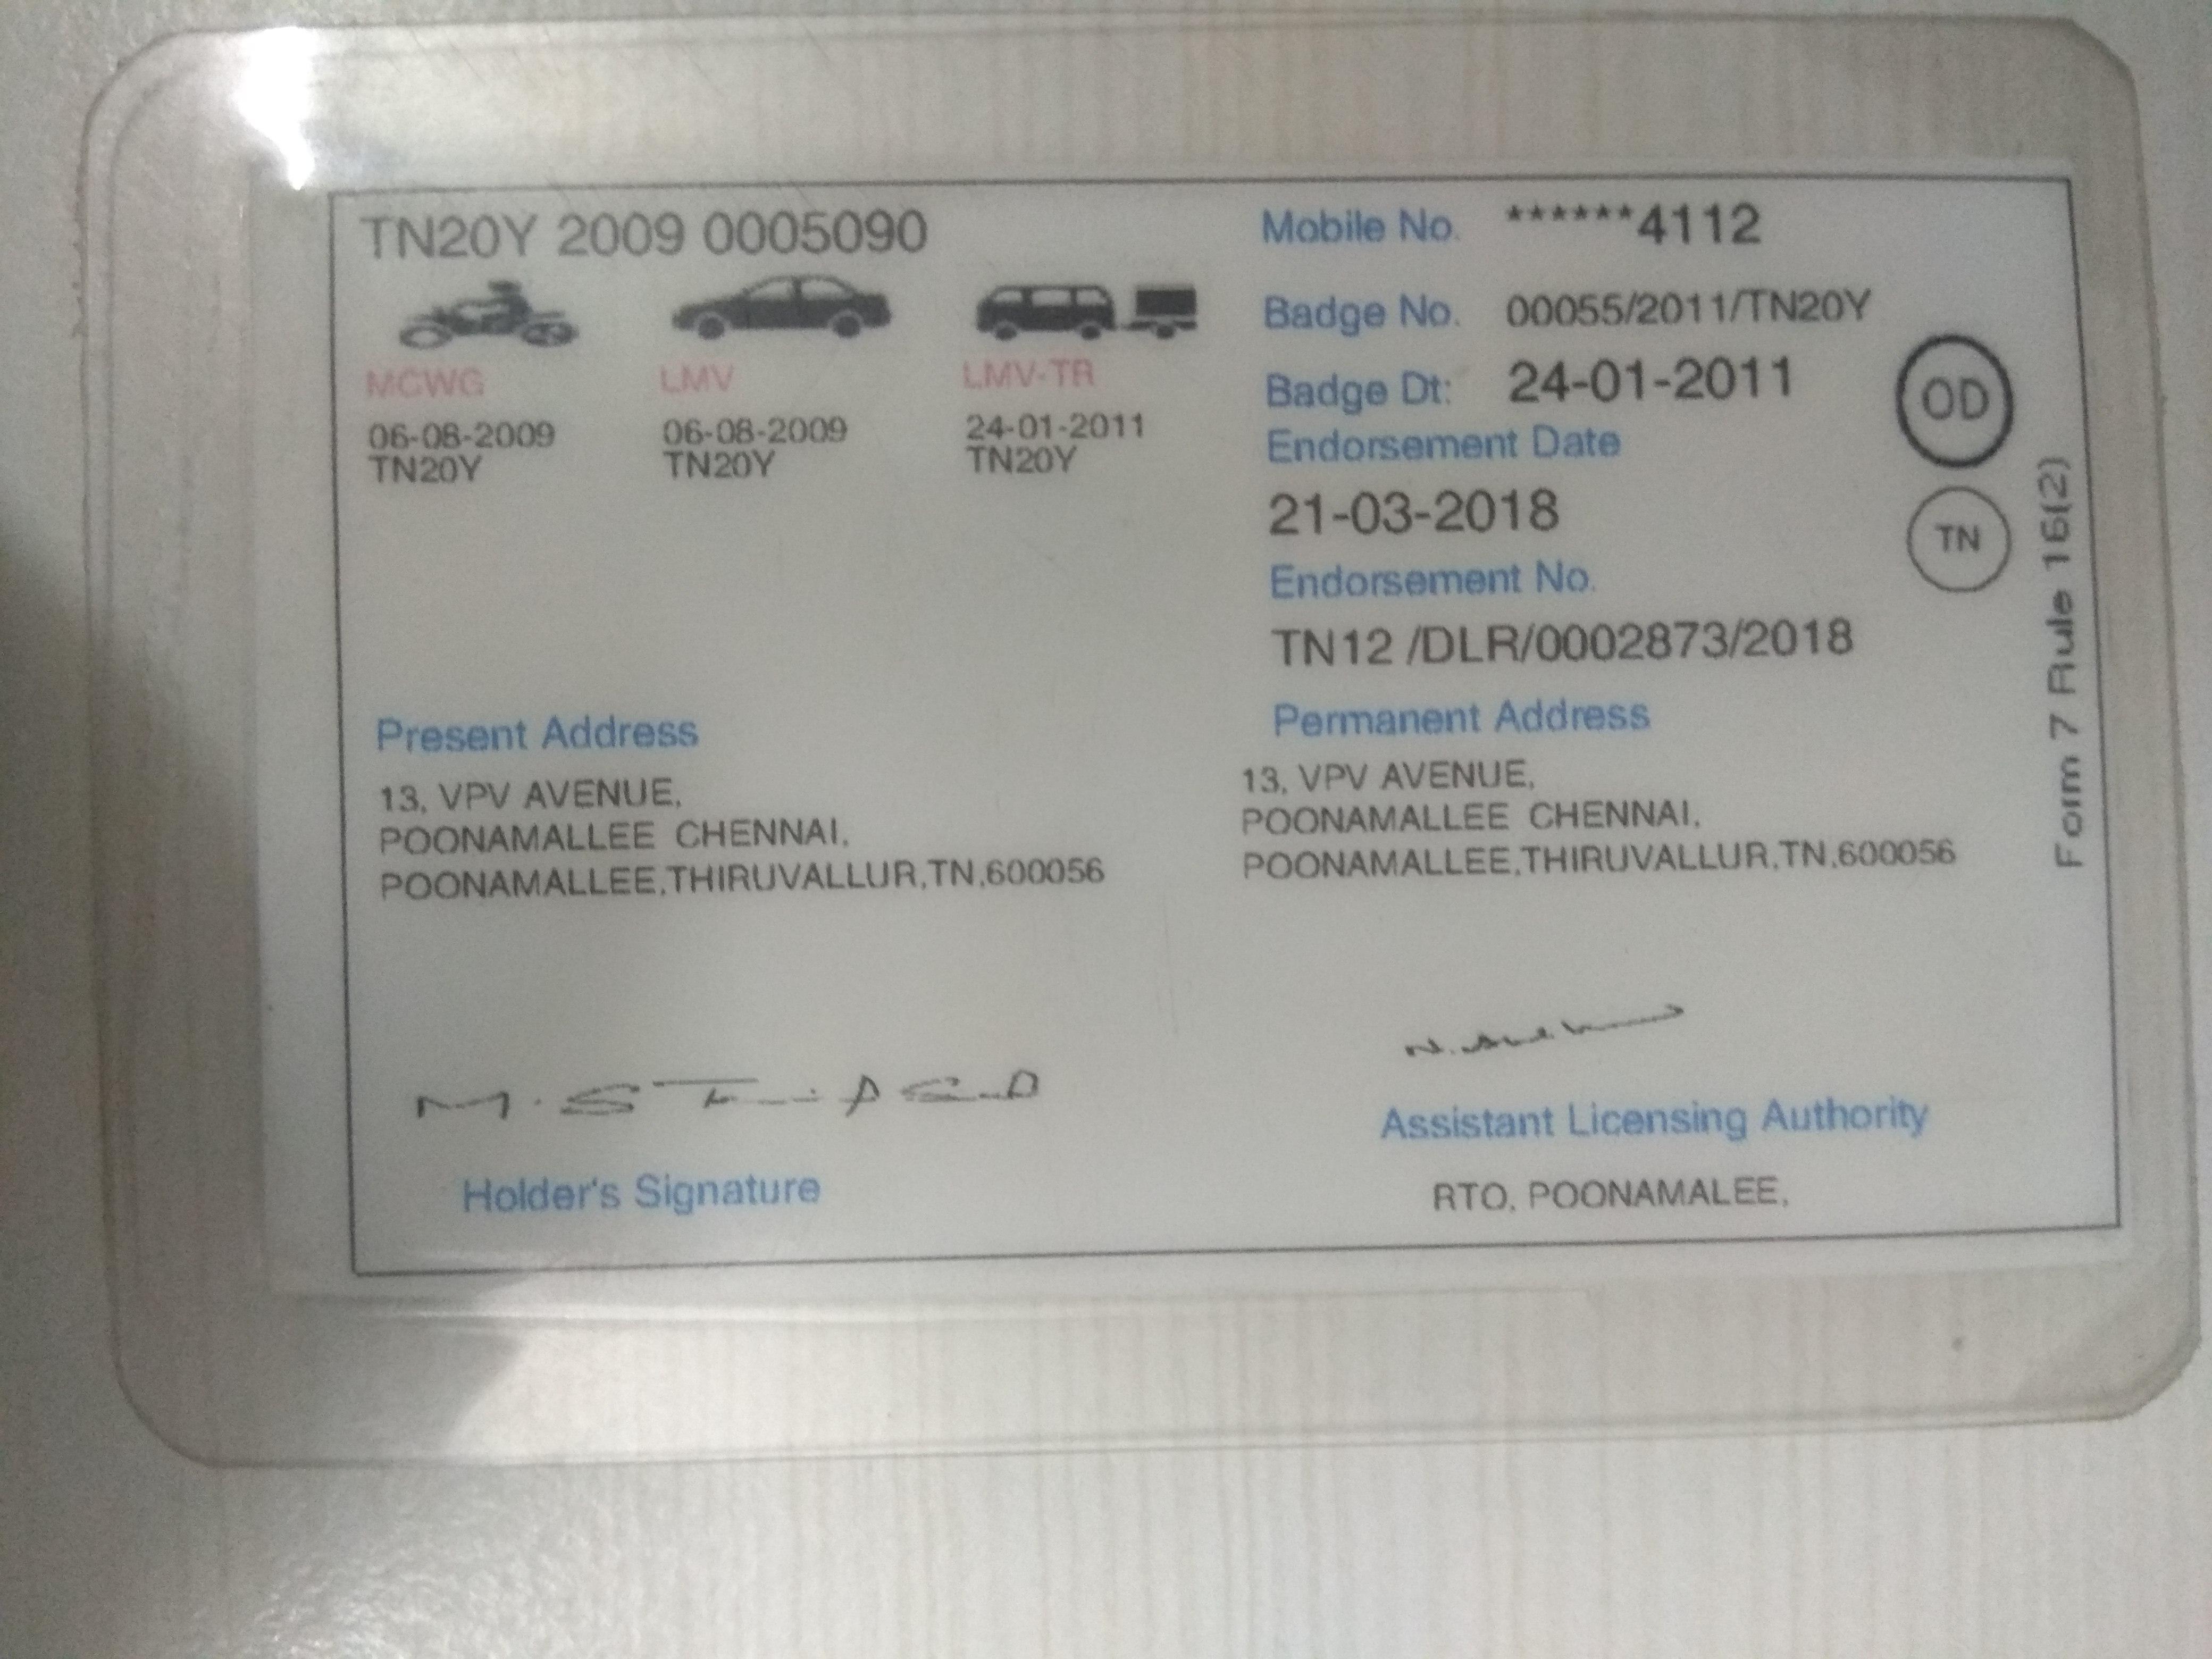 TN20Y 2009 0005090
MCWG LMV LMV-TR
06-08-2009 06-08-2009 24-01-2011
TN20Y TN20Y TN20Y
Mobile No. ******4112
Badge No. 00055/2011/TN20Y
Badge Dt: 24-01-2011
Endorsement Date
21-03-2018
Endorsement No.
TN12 /DLR/0002873/2018
OD
TN
Form 7 Rule 16(2)
Present Address
13, VPV AVENUE,
POONAMALLEE CHENNAI,
POONAMALLEE,THIRUVALLUR,TN,600056
Permanent Address
13, VPV AVENUE,
POONAMALLEE CHENNAI,
POONAMALLEE,THIRUVALLUR,TN,600056
Holder's Signature
Assistant Licensing Authority
RTO, POONAMALEE,